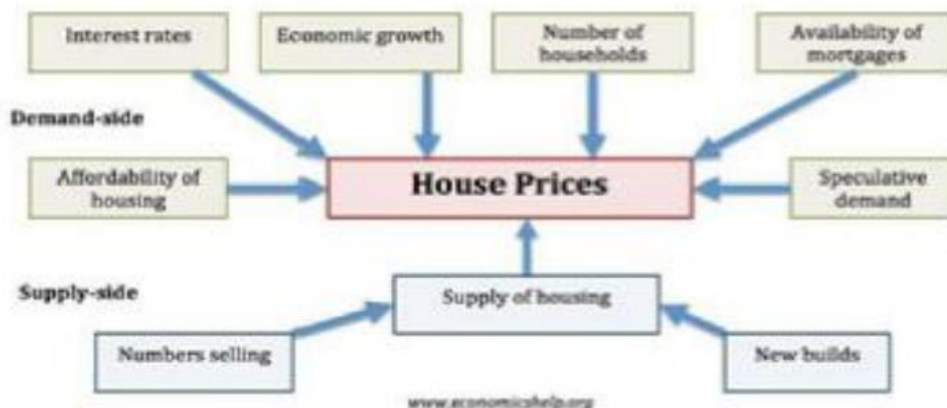 Interest rates
Economic growth
Number of
households
Availability of
mortgages
Demand-side
Affordability of
housing
House Prices
Speculative
demand
Supply-side
Supply of housing
Numbers selling
New builds
www.economicshelp.org